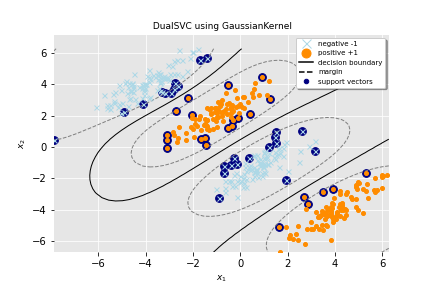 DualSVC using GaussianKernel
negative -1
positive +1
decision boundary
margin
support vectors
6
4
2
0
−2
−4
−6
x₂
−6
−4
−2
0
2
4
6
x₁